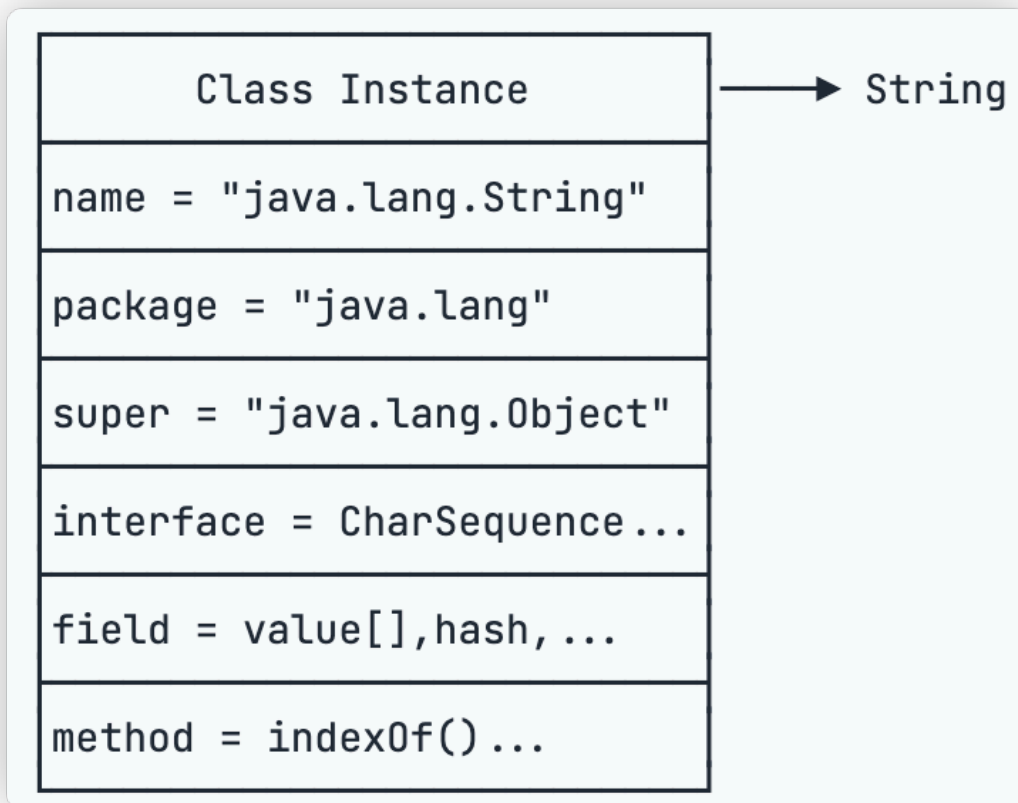 Class Instance
String
name = "java.lang.String"
package = "java.lang"
super = "java.lang.Object"
interface = CharSequence...
field = value[],hash,...
method = indexOf()...